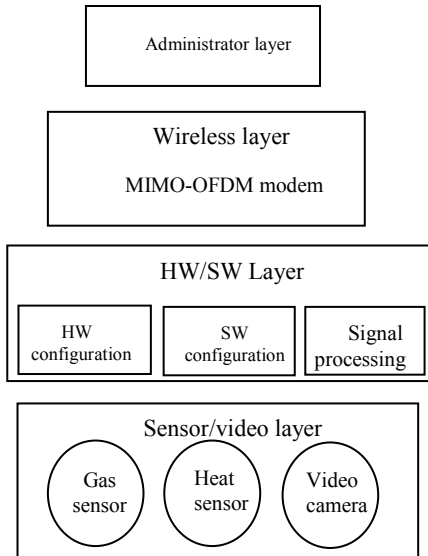 Administrator layer
Wireless layer
MIMO-OFDM modem
HW/SW Layer
HW
configuration
SW
configuration
Signal
processing
Sensor/video layer
Gas
sensor
Heat
sensor
Video
camera